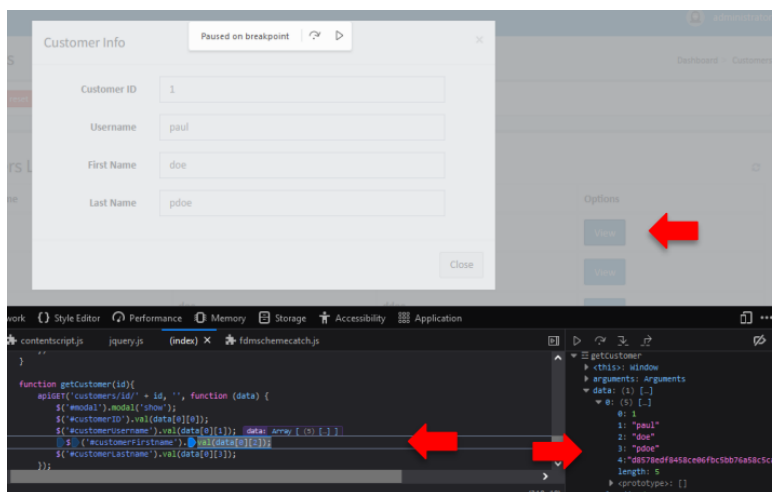 administrator
Customer Info
Paused on breakpoint
Dashboard
Customers
Customer ID
1
Username
paul
First Name
doe
Last Name
pdoe
Options
View
View
Close
work {} Style Editor Performance Memory Storage Accessibility Application
contentscript.js jquery.js (index) fdmschemecatch.js
}
function getCustomer(id){
apiGET('customers/id/' + id, '', function (data) {
$('#modal').modal('show');
$('#customerID').val(data[0][0]);
$('#customerUsername').val(data[0][1]); data: Array [ (5) […] ]
$ ('#customerFirstname').val(data[0][2]);
$('#customerLastname').val(data[0][3]);
});
getCustomer
<this>: Window
arguments: Arguments
data: (1) […]
0: (5) […]
0: 1
1: "paul"
2: "doe"
3: "pdoe"
4:"d8578edf8458ce06fbc5bb76a58c5ca
length: 5
<prototype>: []